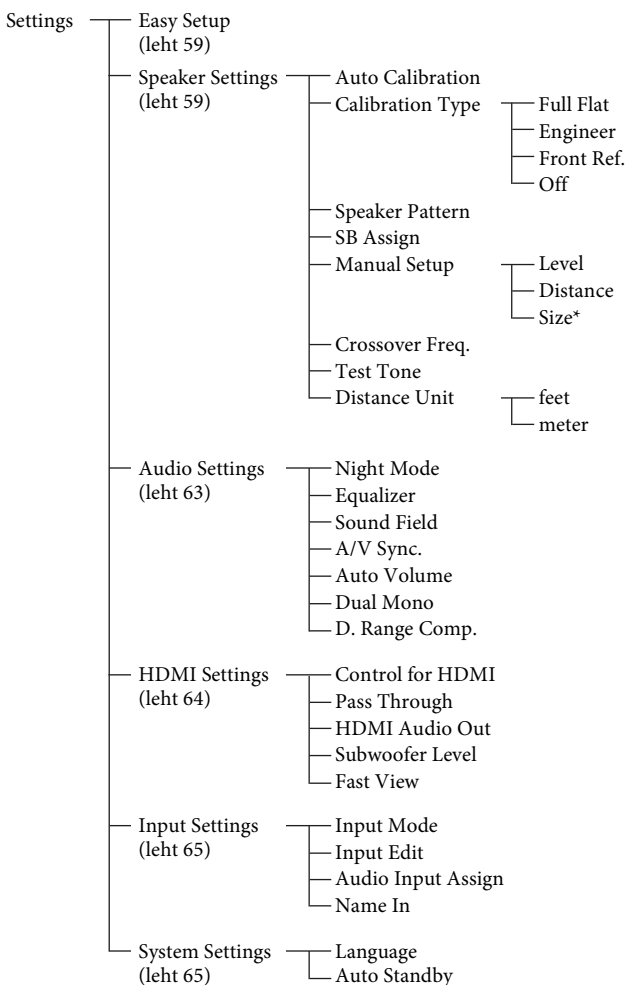 Settings
Easy Setup
(leht 59)
Speaker Settings
(leht 59)
Auto Calibration
Calibration Type
Full Flat
Engineer
Front Ref.
Off
Speaker Pattern
SB Assign
Manual Setup
Level
Distance
Size*
Crossover Freq.
Test Tone
Distance Unit
feet
meter
Audio Settings
(leht 63)
Night Mode
Equalizer
Sound Field
A/V Sync.
Auto Volume
Dual Mono
D. Range Comp.
HDMI Settings
(leht 64)
Control for HDMI
Pass Through
HDMI Audio Out
Subwoofer Level
Fast View
Input Settings
(leht 65)
Input Mode
Input Edit
Audio Input Assign
Name In
System Settings
(leht 65)
Language
Auto Standby